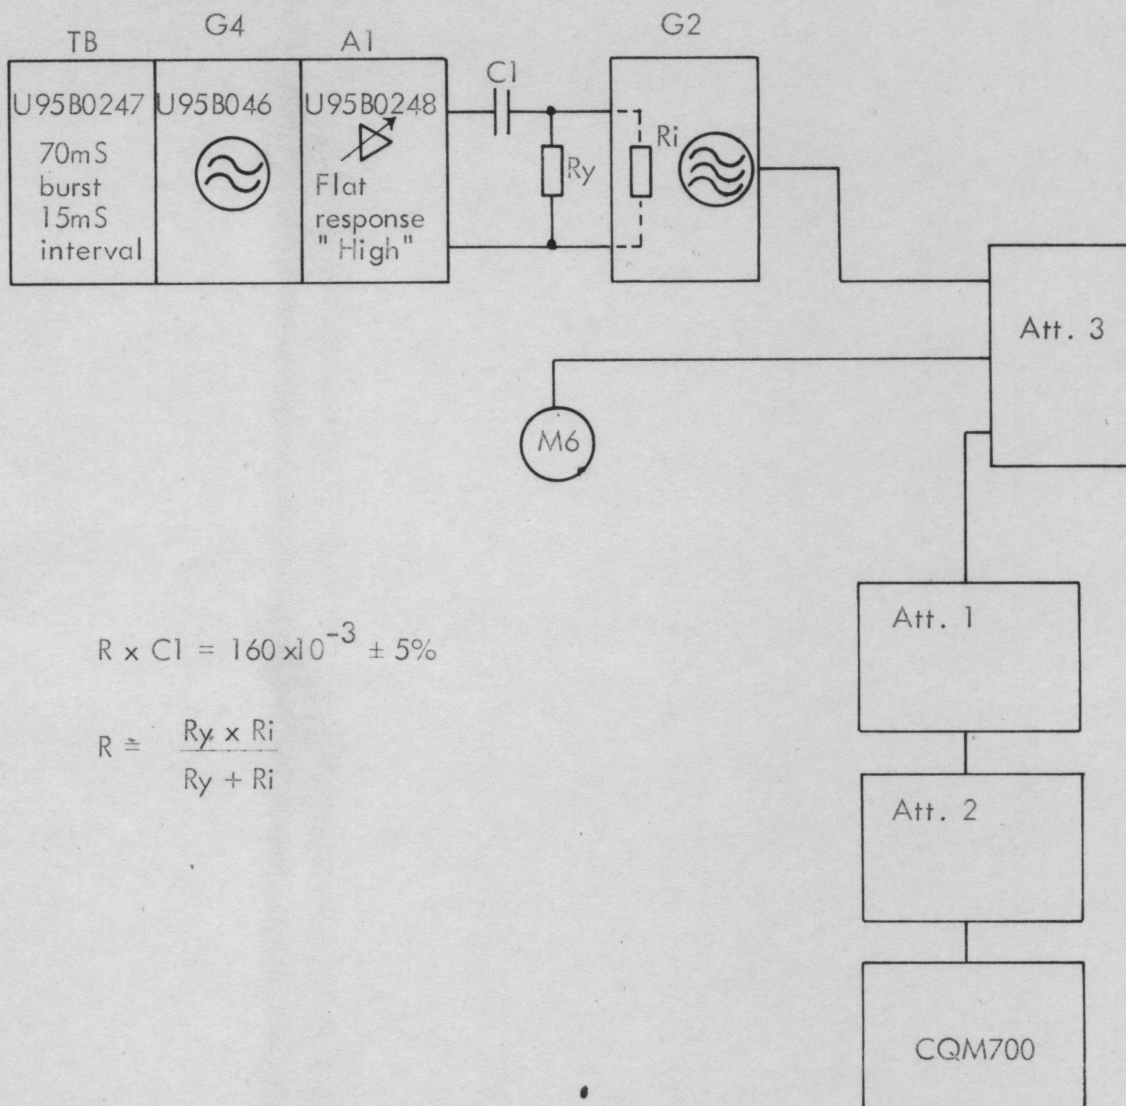 TB
G4
A1
C1
G2
U95B0247
70mS
burst
15mS
interval
U95B046
U95B0248
Flat
response
"High"
Ry
Ri
Att. 3
M6
R x C1 = 160 x10⁻³ ± 5%
R = Ry x Ri
Ry + Ri
Att. 1
Att. 2
CQM700